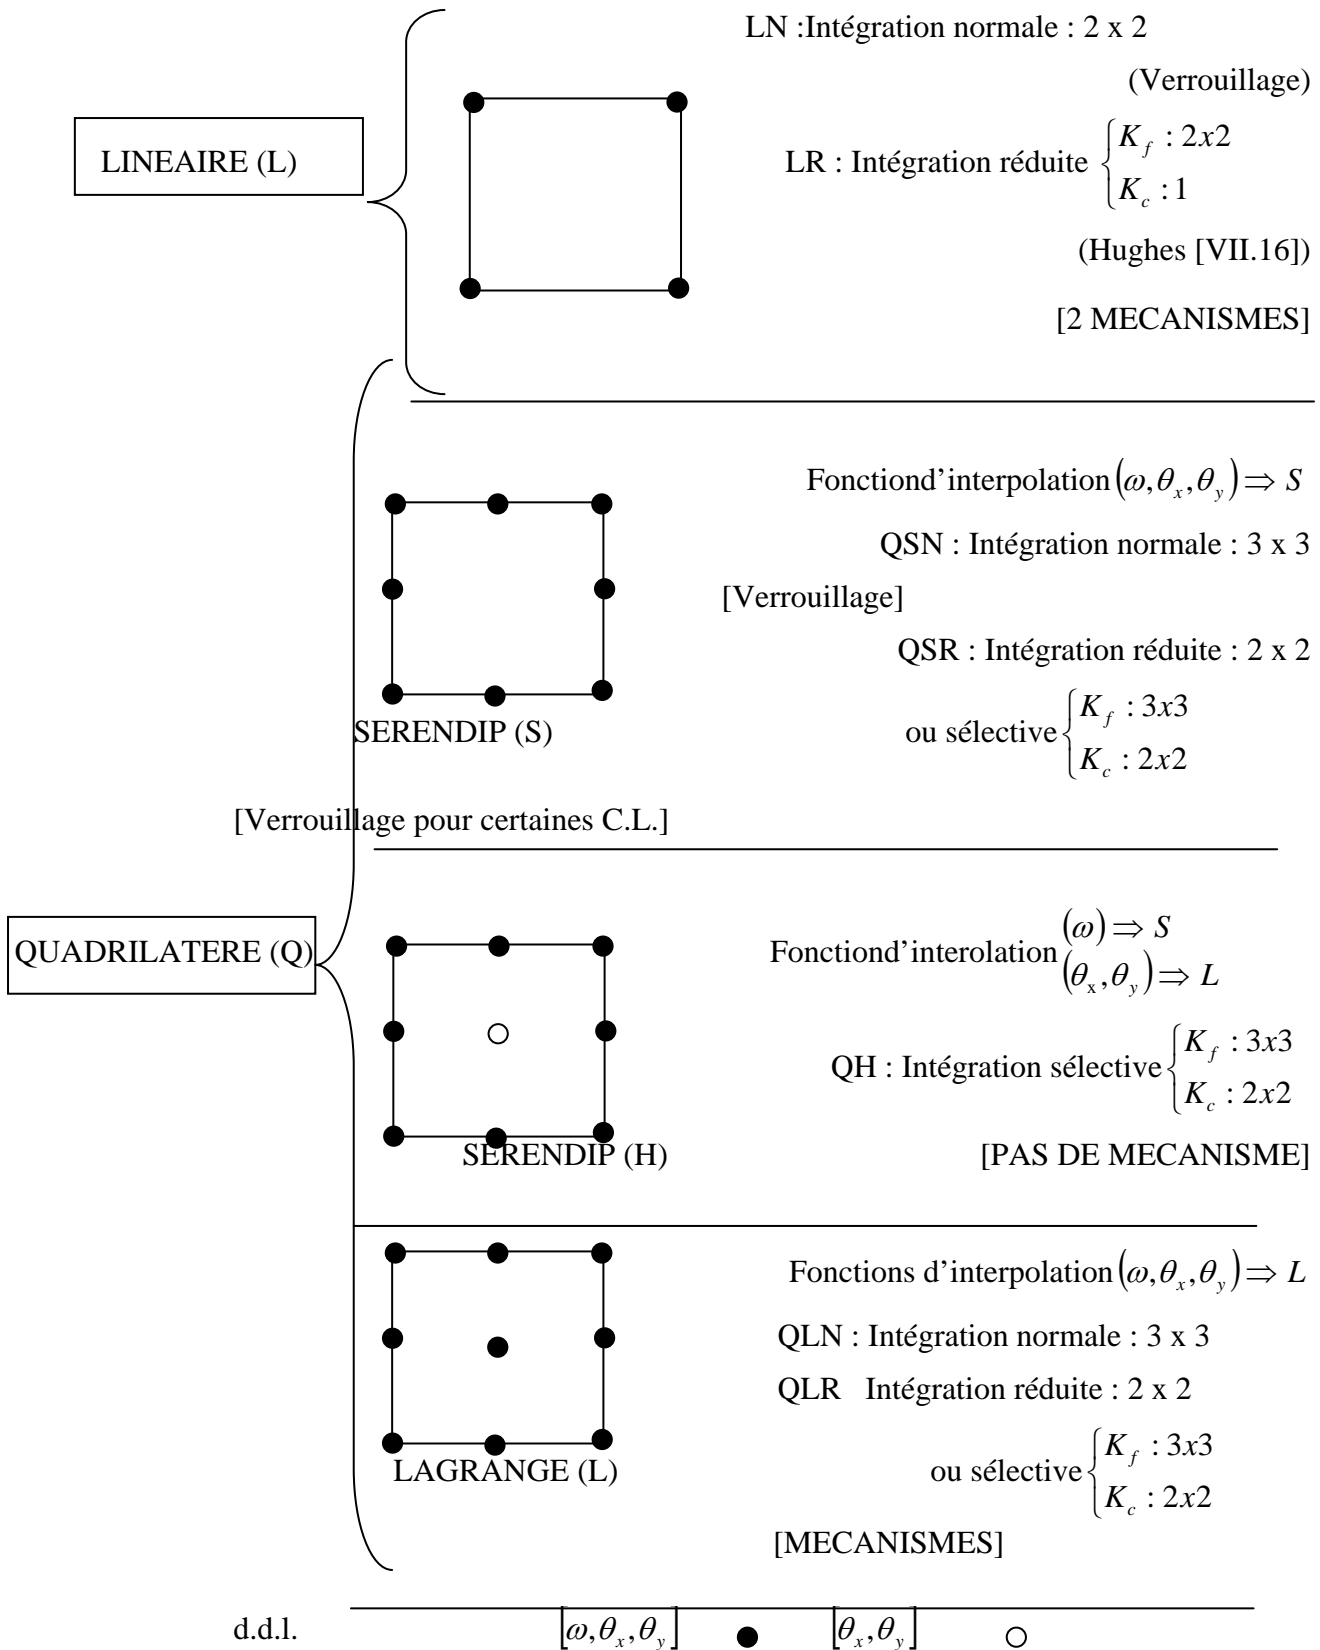 LN :Intégration normale : 2 x 2
(Verrouillage)
LINEAIRE (L)
LR : Intégration réduite { K_f : 2x2
K_c : 1
(Hughes [VII.16])
[2 MECANISMES]
Fonctiond’interpolation (ω, θ_x, θ_y) ⇒ S
QSN : Intégration normale : 3 x 3
[Verrouillage]
QSR : Intégration réduite : 2 x 2
SERENDIP (S)
ou sélective { K_f : 3x3
K_c : 2x2
[Verrouillage pour certaines C.L.]
QUADRILATERE (Q)
Fonctiond’interolation (ω) ⇒ S
(θ_x, θ_y) ⇒ L
QH : Intégration sélective { K_f : 3x3
K_c : 2x2
SERENDIP (H)
[PAS DE MECANISME]
Fonctions d’interpolation (ω, θ_x, θ_y) ⇒ L
QLN : Intégration normale : 3 x 3
QLR Intégration réduite : 2 x 2
LAGRANGE (L)
ou sélective { K_f : 3x3
K_c : 2x2
[MECANISMES]
d.d.l. [ω, θ_x, θ_y] ● [θ_x, θ_y] ○